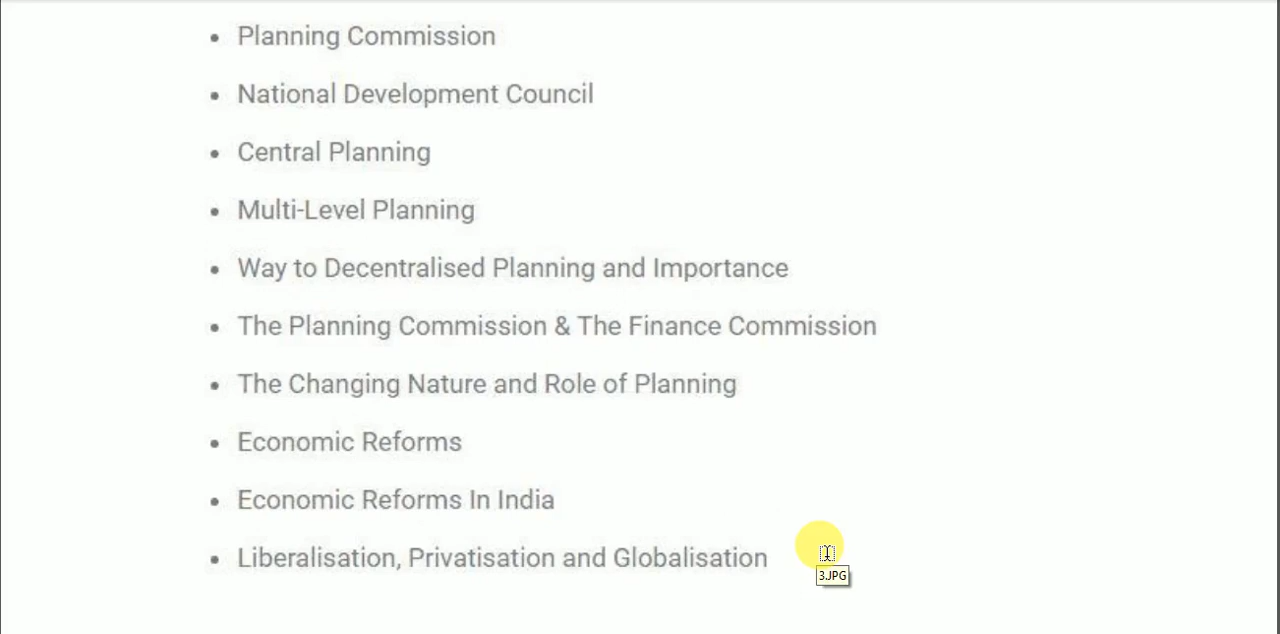 • Planning Commission
• National Development Council
• Central Planning
• Multi-Level Planning
• Way to Decentralised Planning and Importance
• The Planning Commission & The Finance Commission
• The Changing Nature and Role of Planning
• Economic Reforms
• Economic Reforms In India
• Liberalisation, Privatisation and Globalisation
3.JPG